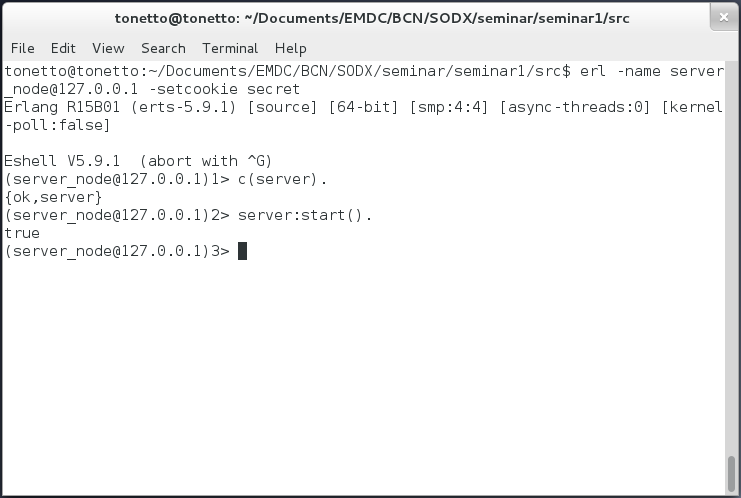 tonetto@tonetto: ~/Documents/EMDC/BCN/SODX/seminar/seminar1/src
File Edit View Search Terminal Help
tonetto@tonetto:~/Documents/EMDC/BCN/SODX/seminar/seminar1/src$ erl -name server
_node@127.0.0.1 -setcookie secret
Erlang R15B01 (erts-5.9.1) [source] [64-bit] [smp:4:4] [async-threads:0] [kernel
-poll:false]
Eshell V5.9.1  (abort with ^G)
(server_node@127.0.0.1)1> c(server).
{ok,server}
(server_node@127.0.0.1)2> server:start().
true
(server_node@127.0.0.1)3>